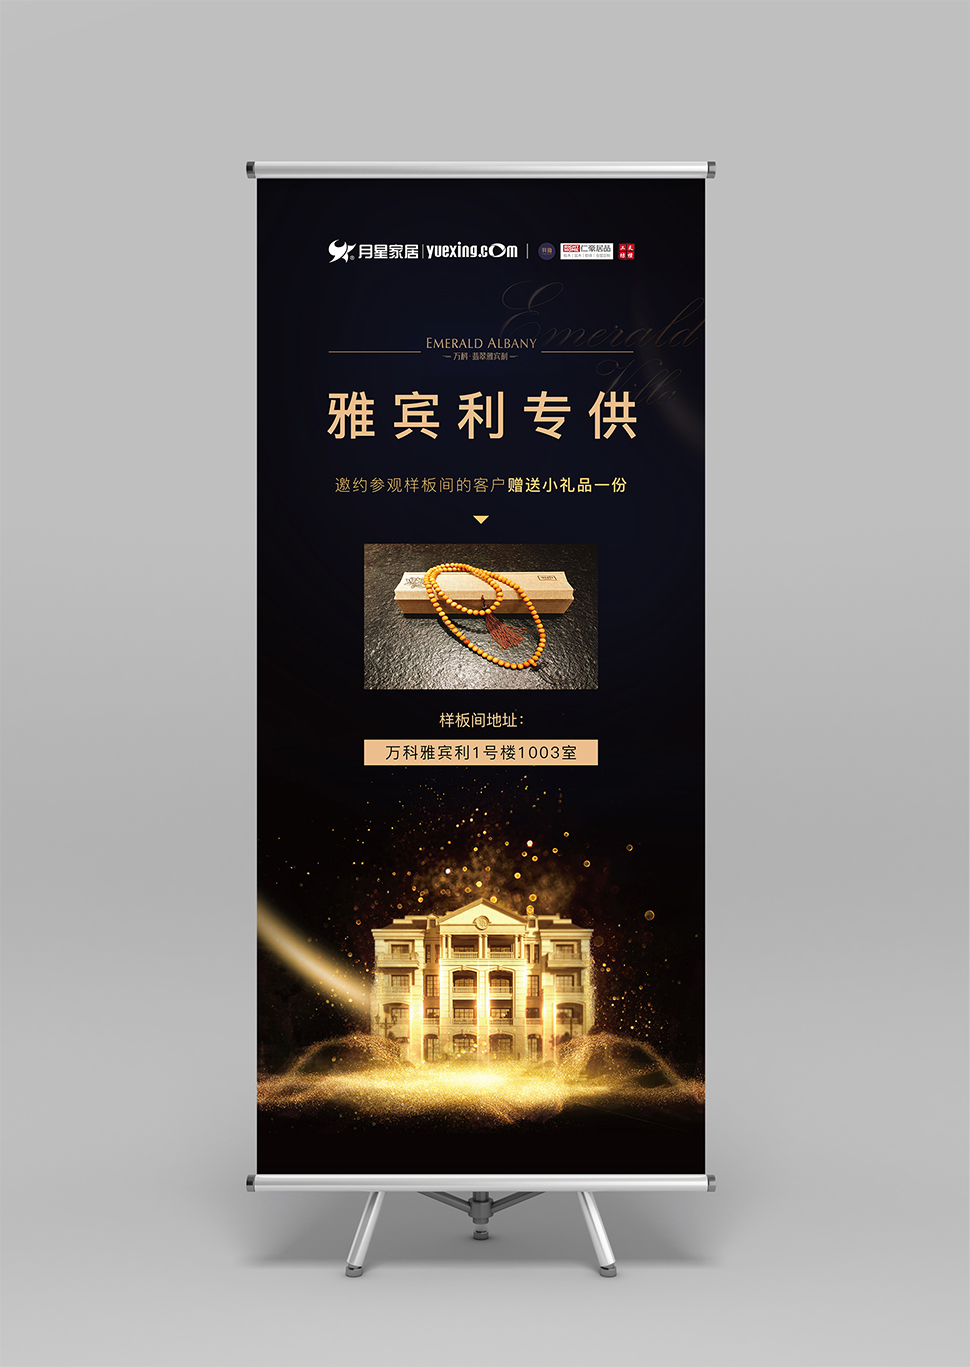 月星家居 | yuexing.com | 仁豪居品
Emerald
EMERALD ALBANY
万科·翡翠雅宾利
Villa
雅宾利专供
邀约参观样板间的客户赠送小礼品一份
样板间地址：
万科雅宾利1号楼1003室